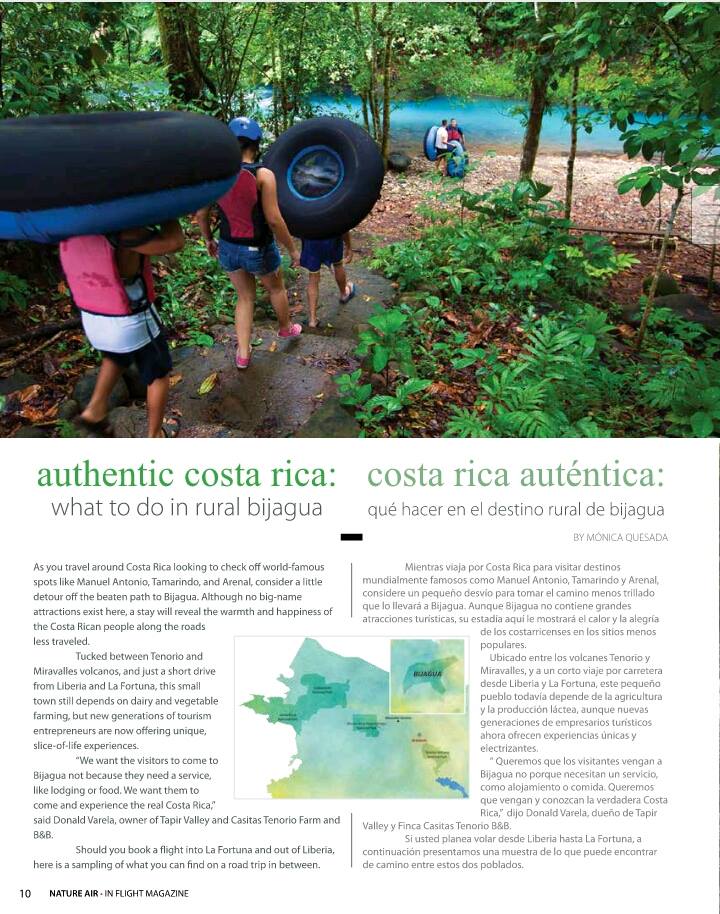 authentic costa rica:
what to do in rural bijagua
costa rica auténtica:
qué hacer en el destino rural de bijagua
BY MÓNICA QUESADA
As you travel around Costa Rica looking to check off world-famous
spots like Manuel Antonio, Tamarindo, and Arenal, consider a little
detour off the beaten path to Bijagua. Although no big-name
attractions exist here, a stay will reveal the warmth and happiness of
the Costa Rican people along the roads
less traveled.
Tucked between Tenorio and
Miravalles volcanos, and just a short drive
from Liberia and La Fortuna, this small
town still depends on dairy and vegetable
farming, but new generations of tourism
entrepreneurs are now offering unique,
slice-of-life experiences.
"We want the visitors to come to
Bijagua not because they need a service,
like lodging or food. We want them to
come and experience the real Costa Rica,"
said Donald Varela, owner of Tapir Valley and Casitas Tenorio Farm and
B&B.
Should you book a flight into La Fortuna and out of Liberia,
here is a sampling of what you can find on a road trip in between.
BIJAGUA
Mientras viaja por Costa Rica para visitar destinos
mundialmente famosos como Manuel Antonio, Tamarindo y Arenal,
considere un pequeño desvío para tomar el camino menos trillado
que lo llevará a Bijagua. Aunque Bijagua no contiene grandes
atracciones turísticas, su estadía aquí le mostrará el calor y la alegría
de los costarricenses en los sitios menos
populares.
Ubicado entre los volcanes Tenorio y
Miravalles, y a un corto viaje por carretera
desde Liberia y La Fortuna, este pequeño
pueblo todavía depende de la agricultura
y la producción láctea, aunque nuevas
generaciones de empresarios turísticos
ahora ofrecen experiencias únicas y
electrizantes.
" Queremos que los visitantes vengan a
Bijagua no porque necesitan un servicio,
como alojamiento o comida. Queremos
que vengan y conozcan la verdadera Costa
Rica," dijo Donald Varela, dueño de Tapir
Valley y Finca Casitas Tenorio B&B.
Si usted planea volar desde Liberia hasta La Fortuna, a
continuación presentamos una muestra de lo que puede encontrar
de camino entre estos dos poblados.
10 NATURE AIR - IN FLIGHT MAGAZINE